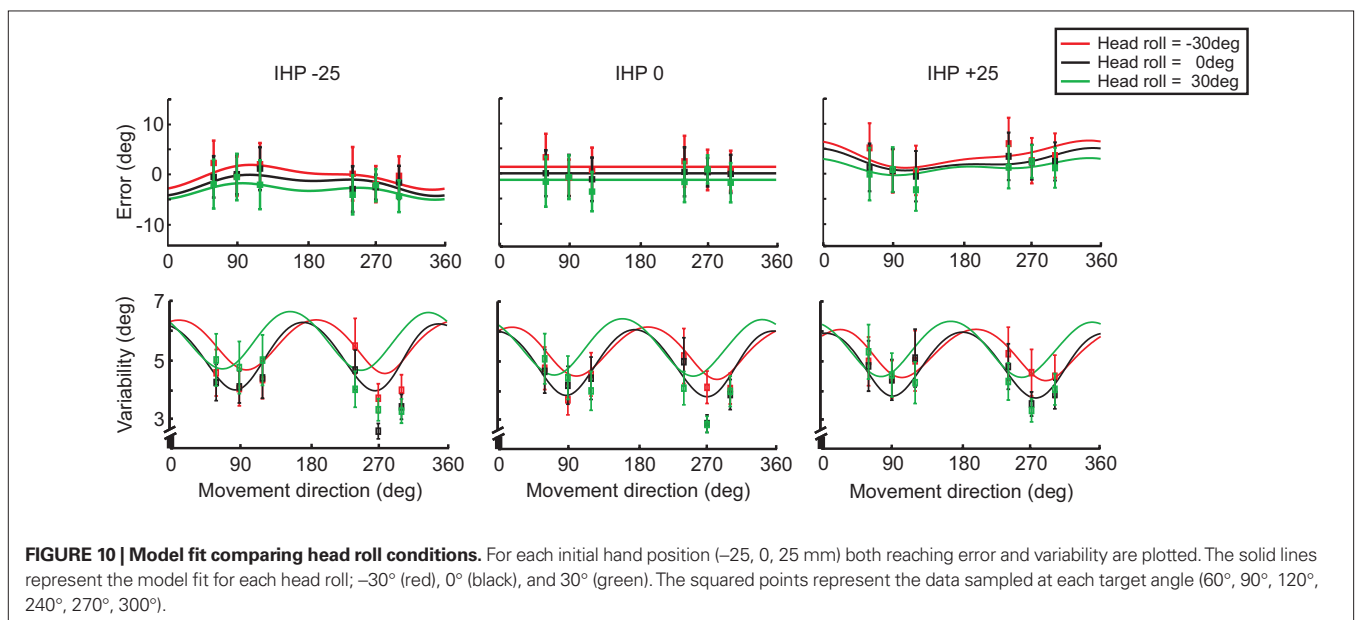 Head roll = -30deg
Head roll = 0deg
Head roll = 30deg
IHP -25
IHP 0
IHP +25
Error (deg)
10
0
-10
0 90 180 270 360
0 90 180 270 360
0 90 180 270 360
Variability (deg)
7
5
3
0 90 180 270 360
0 90 180 270 360
0 90 180 270 360
Movement direction (deg)
Movement direction (deg)
Movement direction (deg)
FIGURE 10 | Model fit comparing head roll conditions. For each initial hand position (–25, 0, 25 mm) both reaching error and variability are plotted. The solid lines
represent the model fit for each head roll; –30° (red), 0° (black), and 30° (green). The squared points represent the data sampled at each target angle (60°, 90°, 120°,
240°, 270°, 300°).